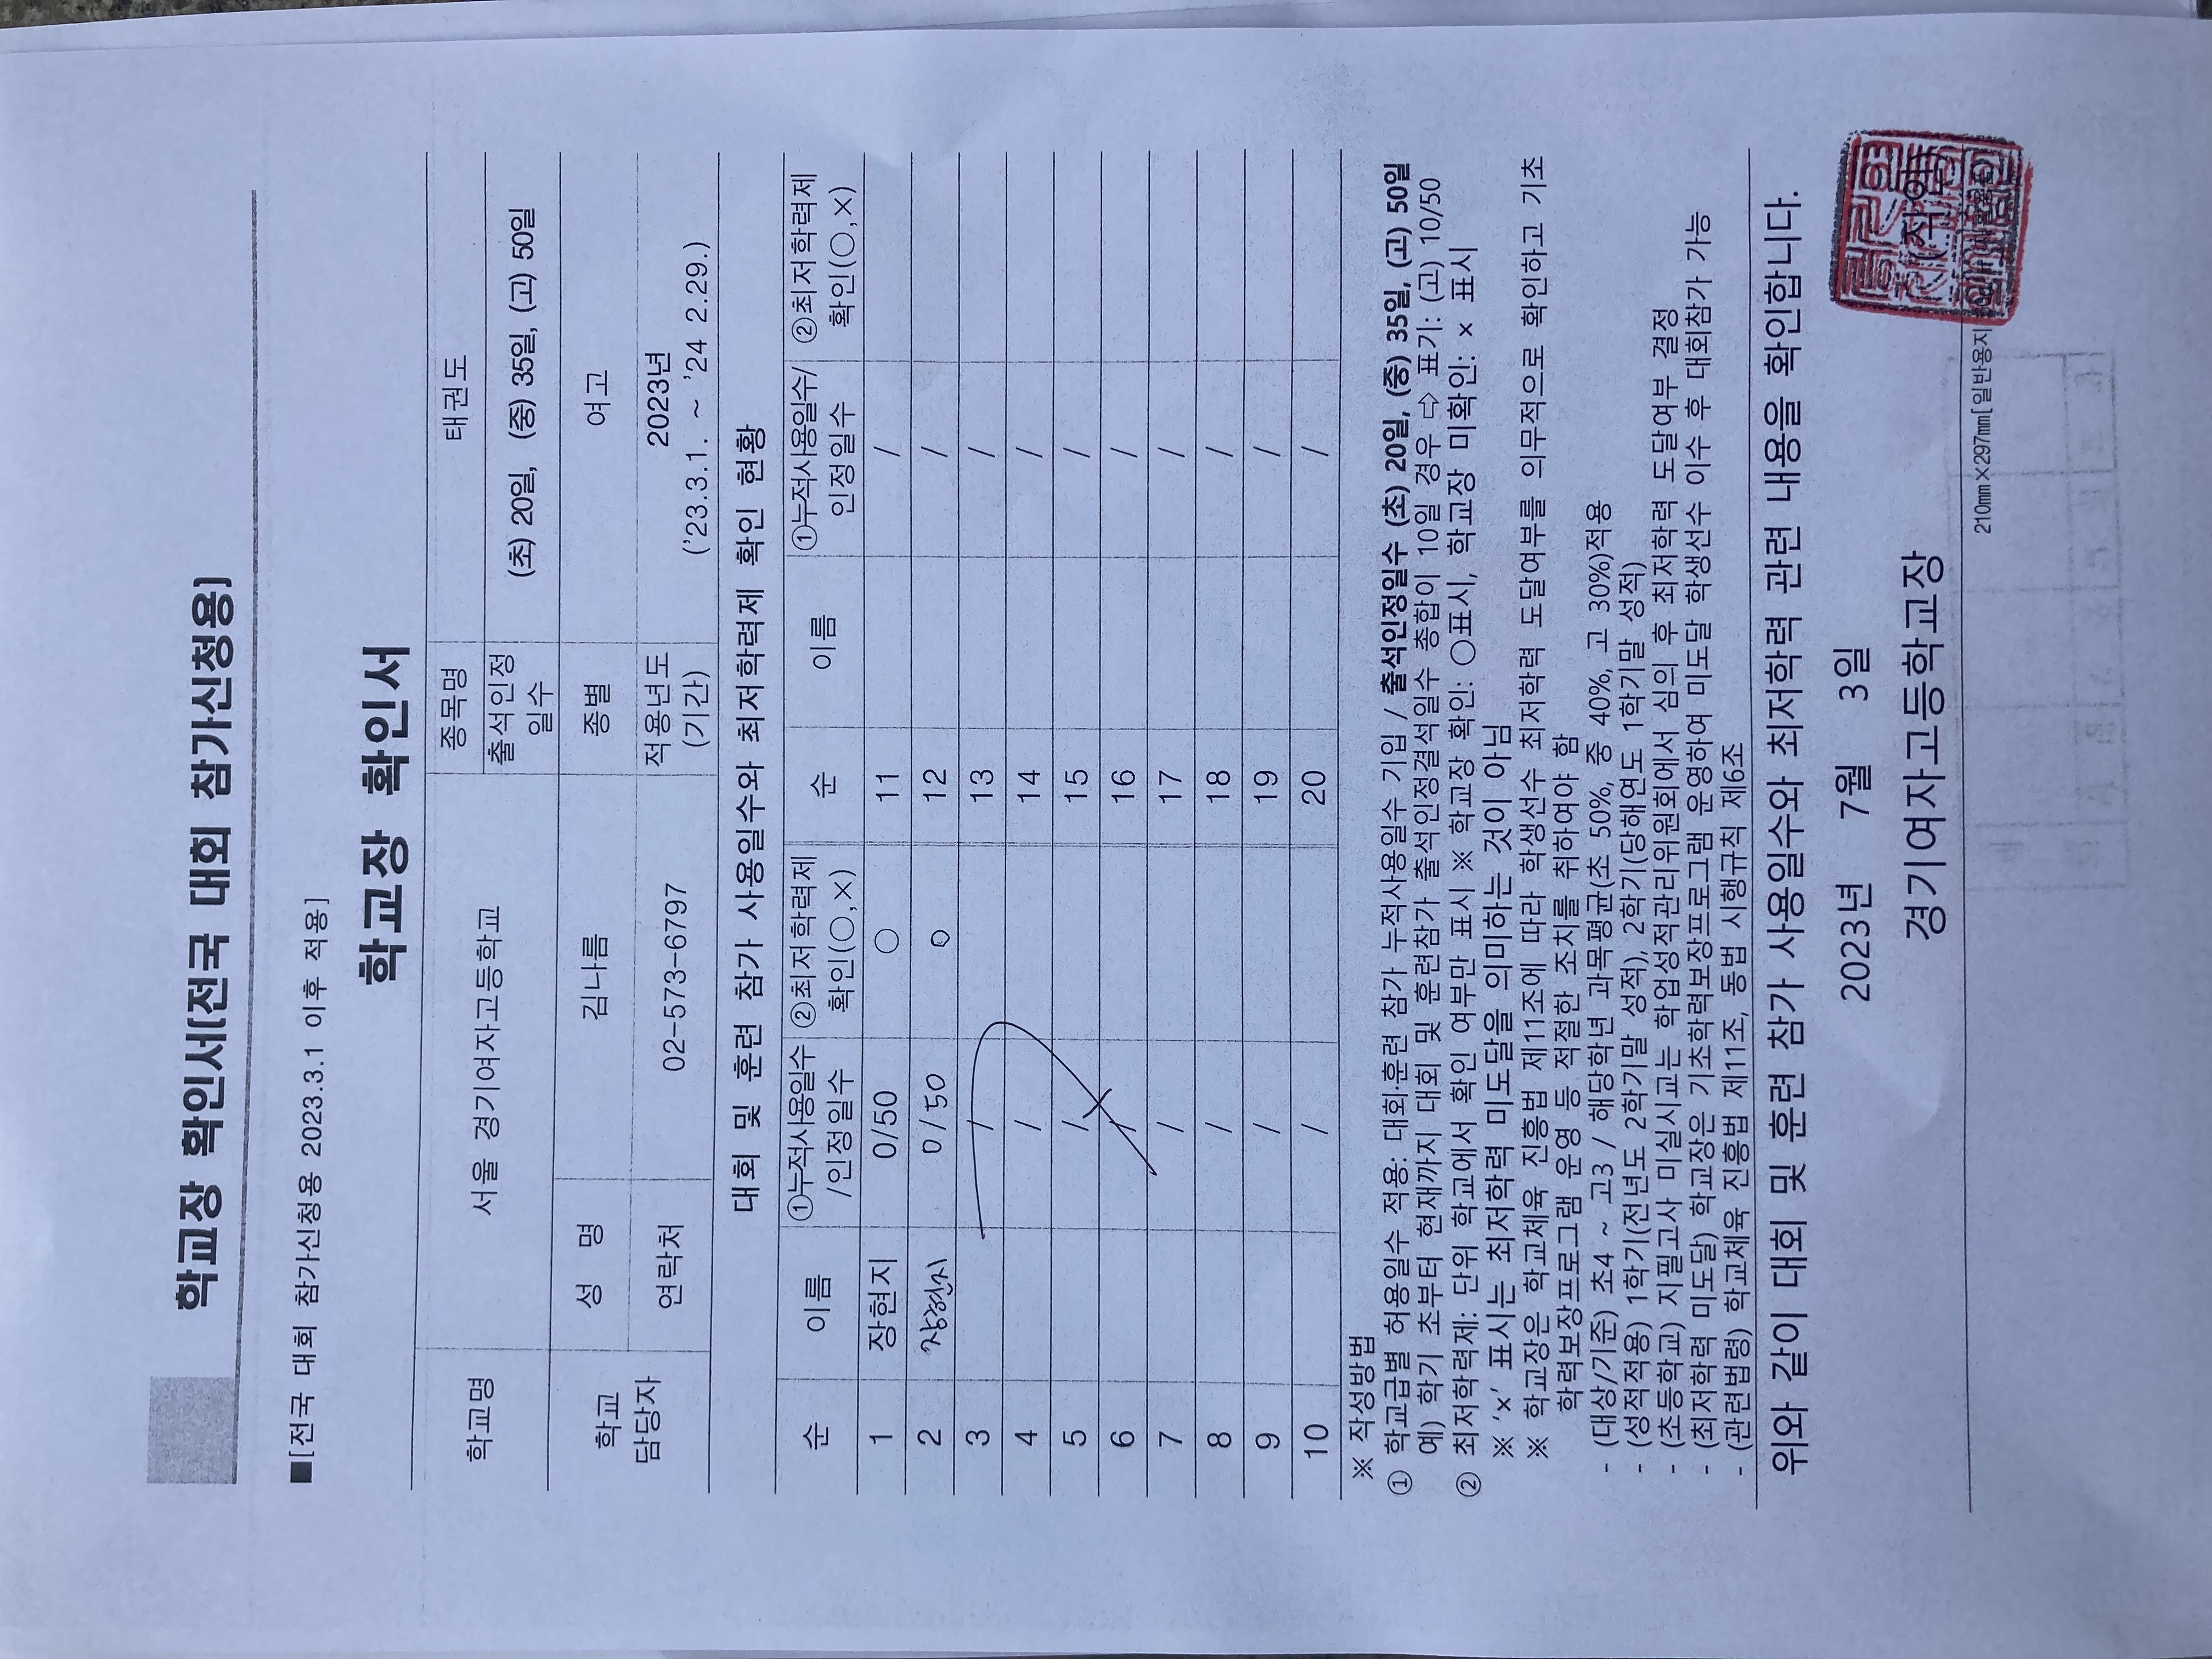 학교장 확인서[전국 대회 참가신청용]
■[전국 대회 참가신청용 2023.3.1 이후 적용]
학교장 확인서
학교명 서울 경기여자고등학교 종목명 태권도
출석인정 일수 (초) 20일, (중) 35일, (고) 50일
학교 담당자 성 명 김나름 종별 여고
연락처 02-573-6797 적용년도 (기간) 2023년 ('23.3.1. ~ '24 2.29.)
대회 및 훈련 참가 사용일수와 최저학력제 확인 현황
순 이름 ①누적사용일수 /인정일수 ②최저학력제 확인(○,×) 순 이름 ①누적사용일수/ 인정일수 ②최저학력제 확인(○,×)
1 장현지 0/50 ○ 11 /
2 0/50 ○ 12 /
3 / 13 /
4 / 14 /
5 / 15 /
6 / 16 /
7 / 17 /
8 / 18 /
9 / 19 /
10 / 20 /
※ 작성방법
① 학교급별 허용일수 적용: 대회·훈련 참가 누적사용일수 기입 / 출석인정일수 (초) 20일, (중) 35일, (고) 50일
예) 학기 초부터 현재까지 대회 및 훈련참가 출석인정결석일수 총합이 10일 경우 ⇨ 표기: (고) 10/50
② 최저학력제: 단위 학교에서 확인 여부만 표시 ※ 학교장 확인: ○표시, 학교장 미확인: × 표시
※ '×' 표시는 최저학력 미도달을 의미하는 것이 아님
※ 학교장은 학교체육 진흥법 제11조에 따라 학생선수 최저학력 도달여부를 의무적으로 확인하고 기초
학력보장프로그램 운영 등 적절한 조치를 취하여야 함
- (대상/기준) 초4 ~ 고3 / 해당학년 과목평균(초 50%, 중 40%, 고 30%)적용
- (성적적용) 1학기(전년도 2학기말 성적), 2학기(당해연도 1학기말 성적)
- (초등학교) 지필고사 미실시교는 학업성적관리위원회에서 심의 후 최저학력 도달여부 결정
- (최저학력 미도달) 학교장은 기초학력보장프로그램 운영하여 미도달 학생선수 이수 후 대회참가 가능
- (관련법령) 학교체육 진흥법 제11조, 동법 시행규칙 제6조
위와 같이 대회 및 훈련 참가 사용일수와 최저학력 관련 내용을 확인합니다.
2023년 7월 3일
경기여자고등학교장 (직인)
210㎜×297㎜[일반용지